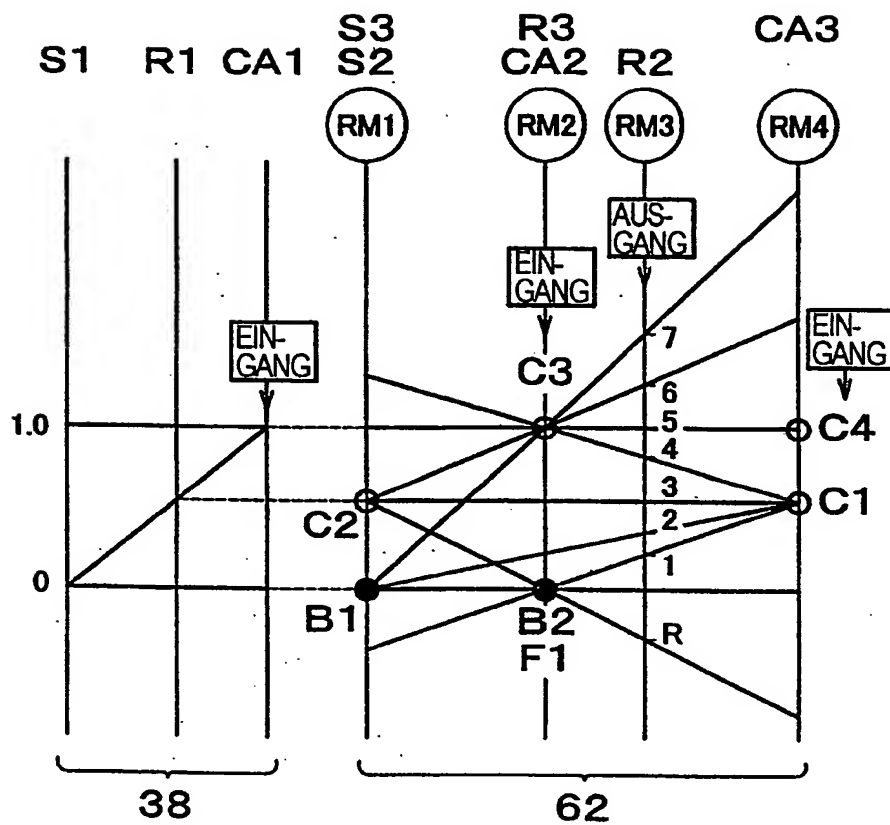 S3 R3 CA3
S1 R1 CA1 S2 CA2 R2
RM1 RM2 RM3 RM4
AUS-
GANG
EIN-
GANG
EIN-
GANG
EIN-
GANG
7
6
C3
1.0
5
C4
4
3
C1
C2
2
1
0
B1
B2
F1
R
38
62